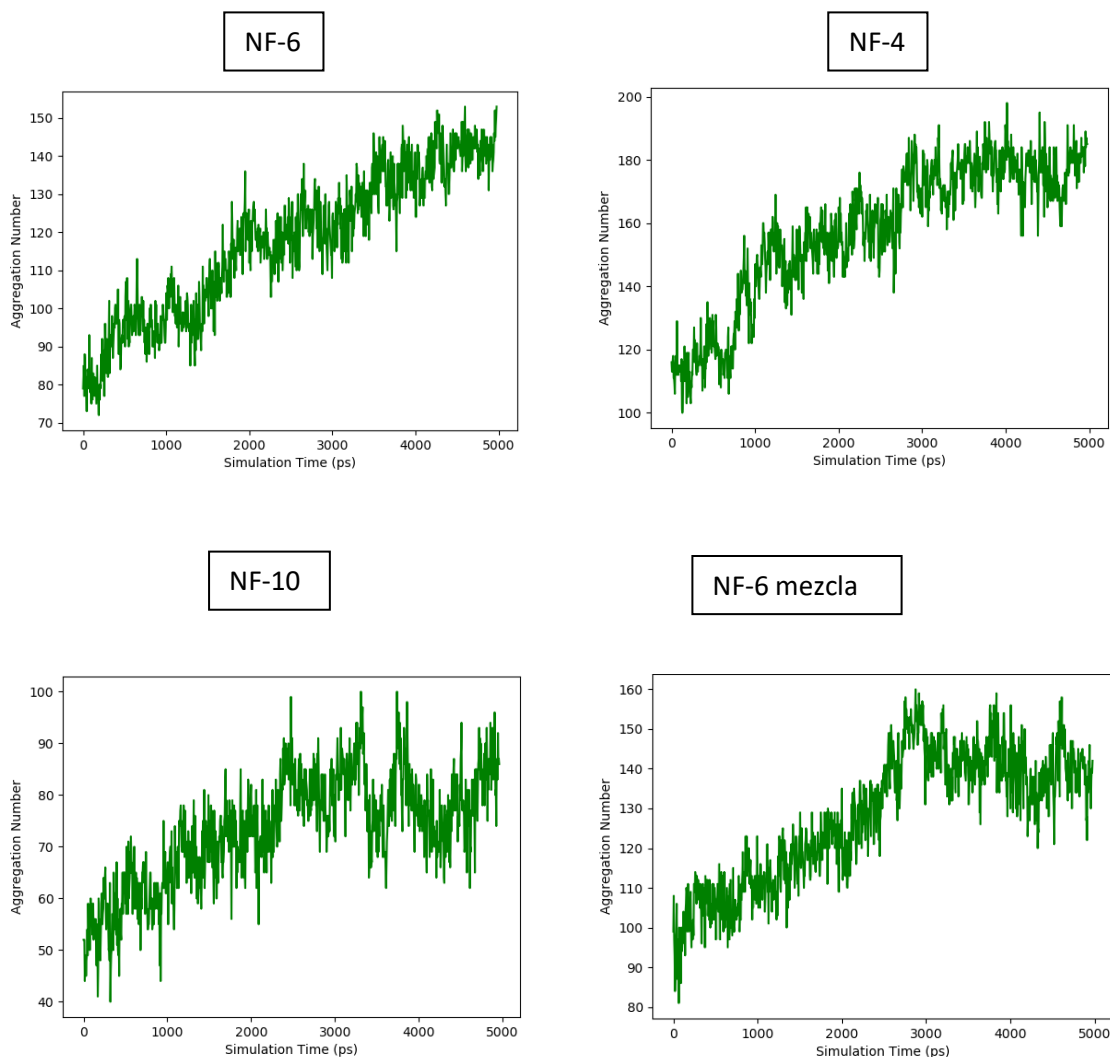 NF-6
NF-4
Aggregation Number
150
140
130
120
110
100
90
80
70
0 1000 2000 3000 4000 5000
Simulation Time (ps)
Aggregation Number
200
180
160
140
120
100
0 1000 2000 3000 4000 5000
Simulation Time (ps)
NF-10
NF-6 mezcla
Aggregation Number
100
90
80
70
60
50
40
0 1000 2000 3000 4000 5000
Simulation Time (ps)
Aggregation Number
160
150
140
130
120
110
100
90
80
0 1000 2000 3000 4000 5000
Simulation Time (ps)